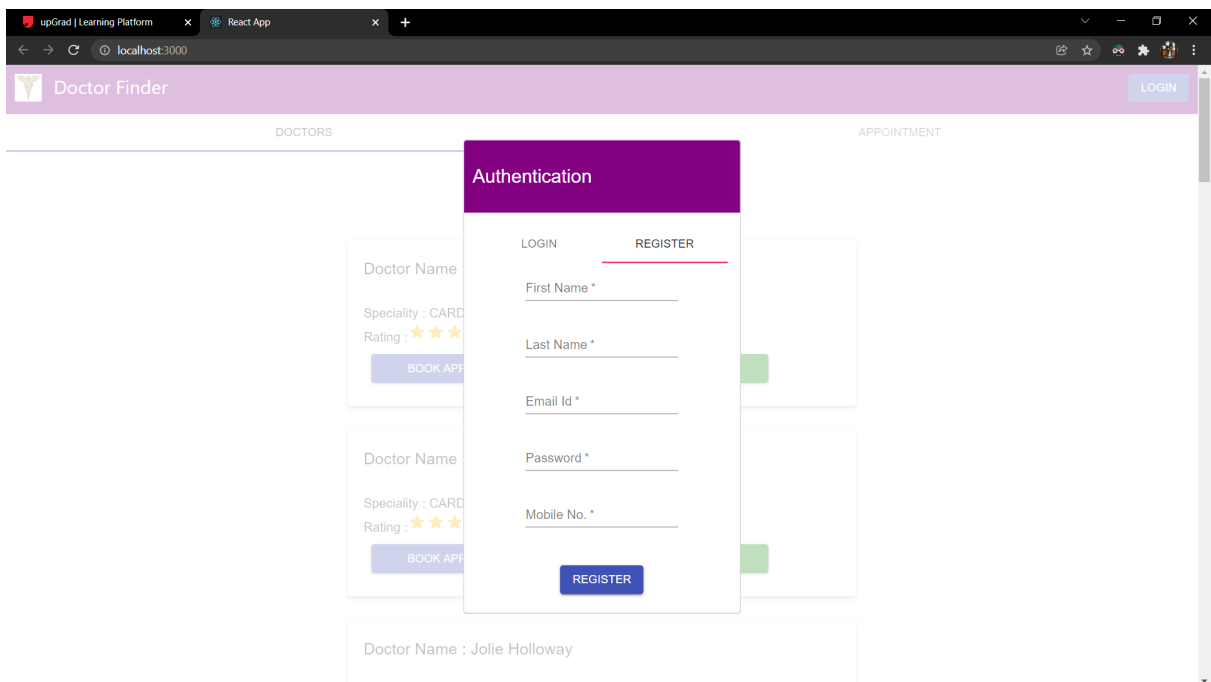 upGrad | Learning Platform
React App
localhost:3000
Doctor Finder
LOGIN
DOCTORS
APPOINTMENT
Authentication
LOGIN
REGISTER
First Name *
Last Name *
Email Id *
Password *
Mobile No. *
REGISTER
Doctor Name :
Speciality : CARD
Rating :
BOOK APP
Doctor Name
Speciality : CARD
Rating :
BOOK APP
Doctor Name : Jolie Holloway